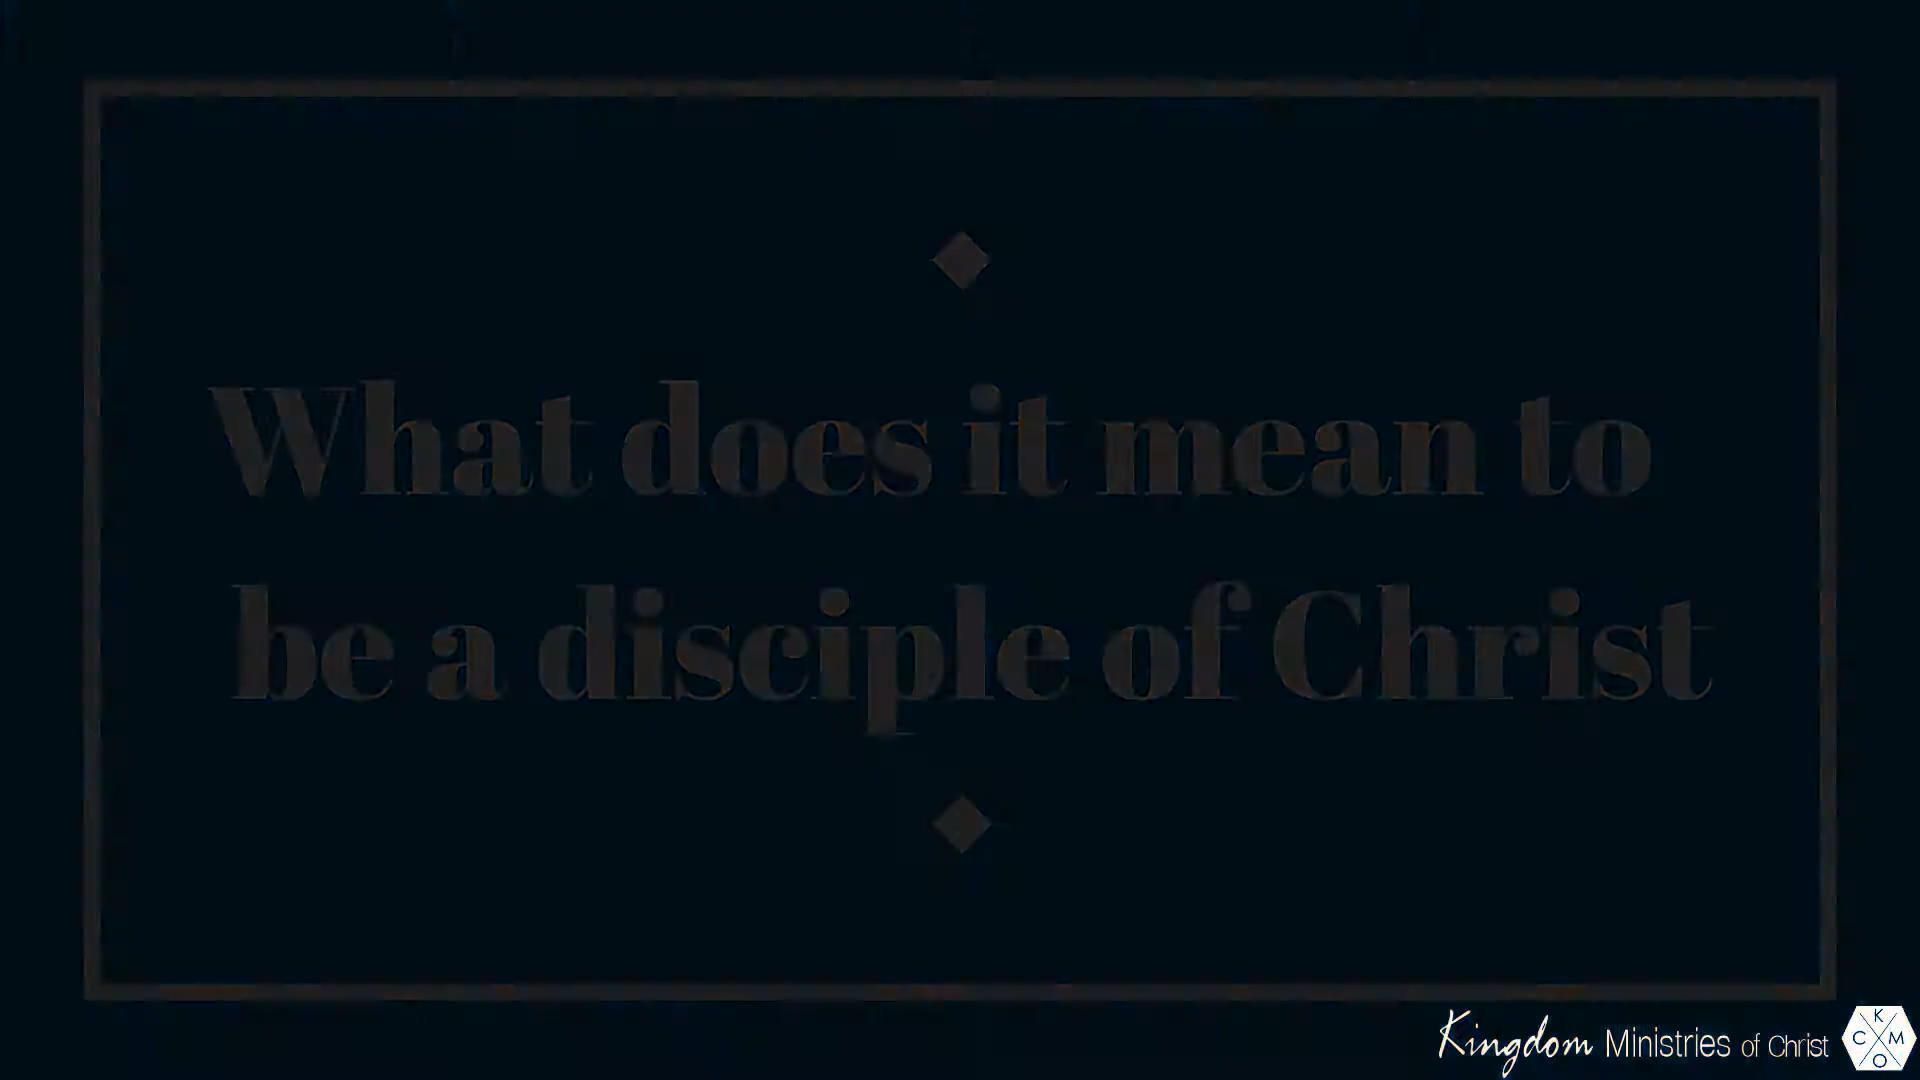 What does it mean to
be a disciple of Christ
Kingdom Ministries of Christ
K
C M
O